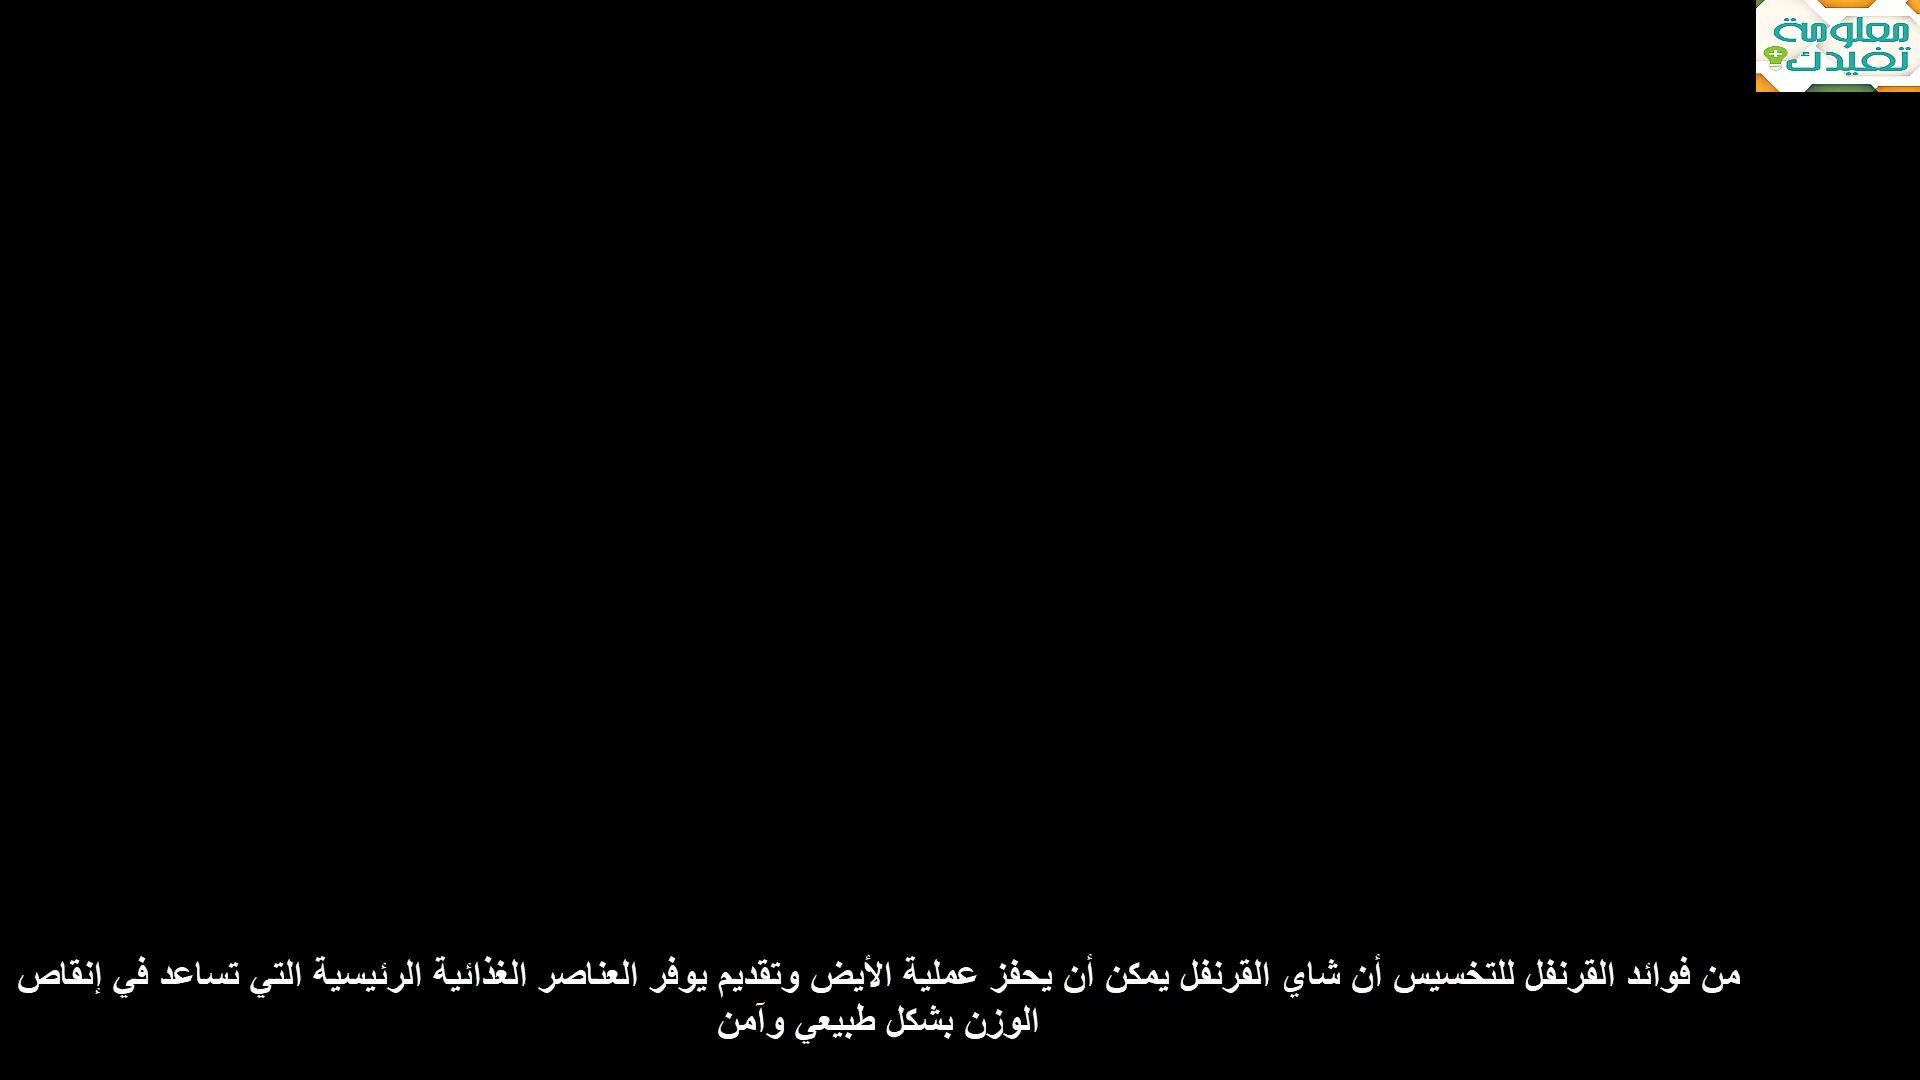 معلومة
تفيدك
من فوائد القرنفل للتخسيس أن شاي القرنفل يمكن أن يحفز عملية الأيض وتقديم يوفر العناصر الغذائية الرئيسية التي تساعد في إنقاص
الوزن بشكل طبيعي وآمن